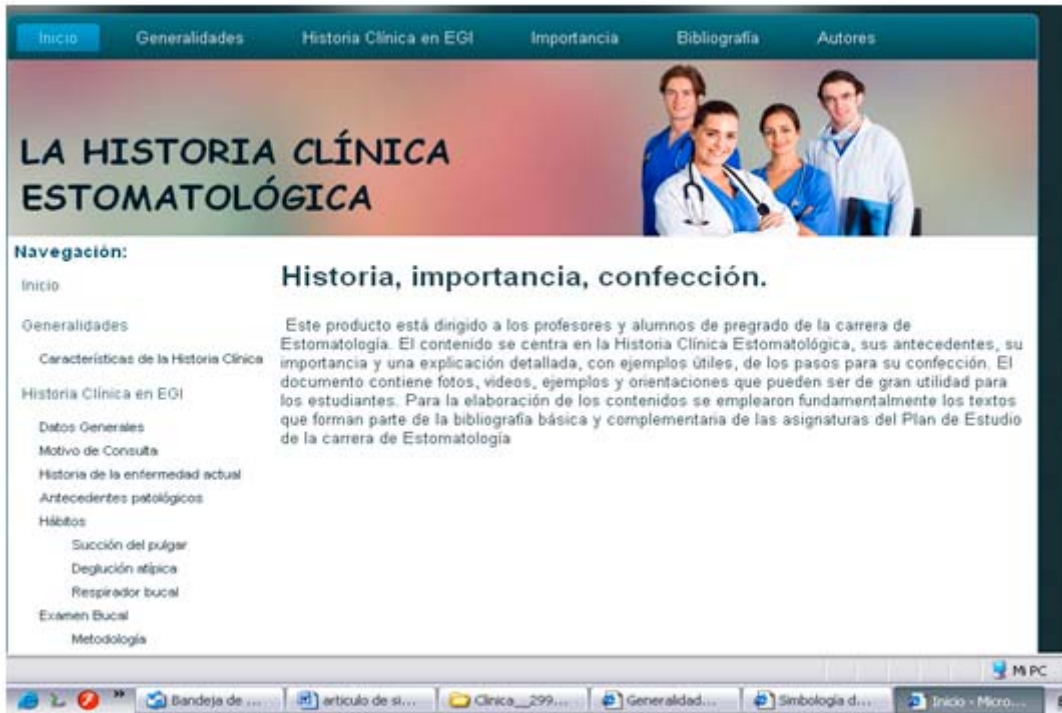 Inicio Generalidades Historia Clínica en EGI Importancia Bibliografía Autores
LA HISTORIA CLÍNICA
ESTOMATOLÓGICA
Navegación:
Inicio
Generalidades
Características de la Historia Clínica
Historia Clínica en EGI
Datos Generales
Motivo de Consulta
Historia de la enfermedad actual
Antecedentes patológicos
Hábitos
Succión del pulgar
Deglución atípica
Respirador bucal
Examen Bucal
Metodología
Historia, importancia, confección.
Este producto está dirigido a los profesores y alumnos de pregrado de la carrera de
Estomatología. El contenido se centra en la Historia Clínica Estomatológica, sus antecedentes, su
importancia y una explicación detallada, con ejemplos útiles, de los pasos para su confección. El
documento contiene fotos, videos, ejemplos y orientaciones que pueden ser de gran utilidad para
los estudiantes. Para la elaboración de los contenidos se emplearon fundamentalmente los textos
que forman parte de la bibliografía básica y complementaria de las asignaturas del Plan de Estudio
de la carrera de Estomatología
Mi PC
Bandeja de ... articulo de si... Clinica__299... Generalidad... Simbología d... Inicio - Micro...